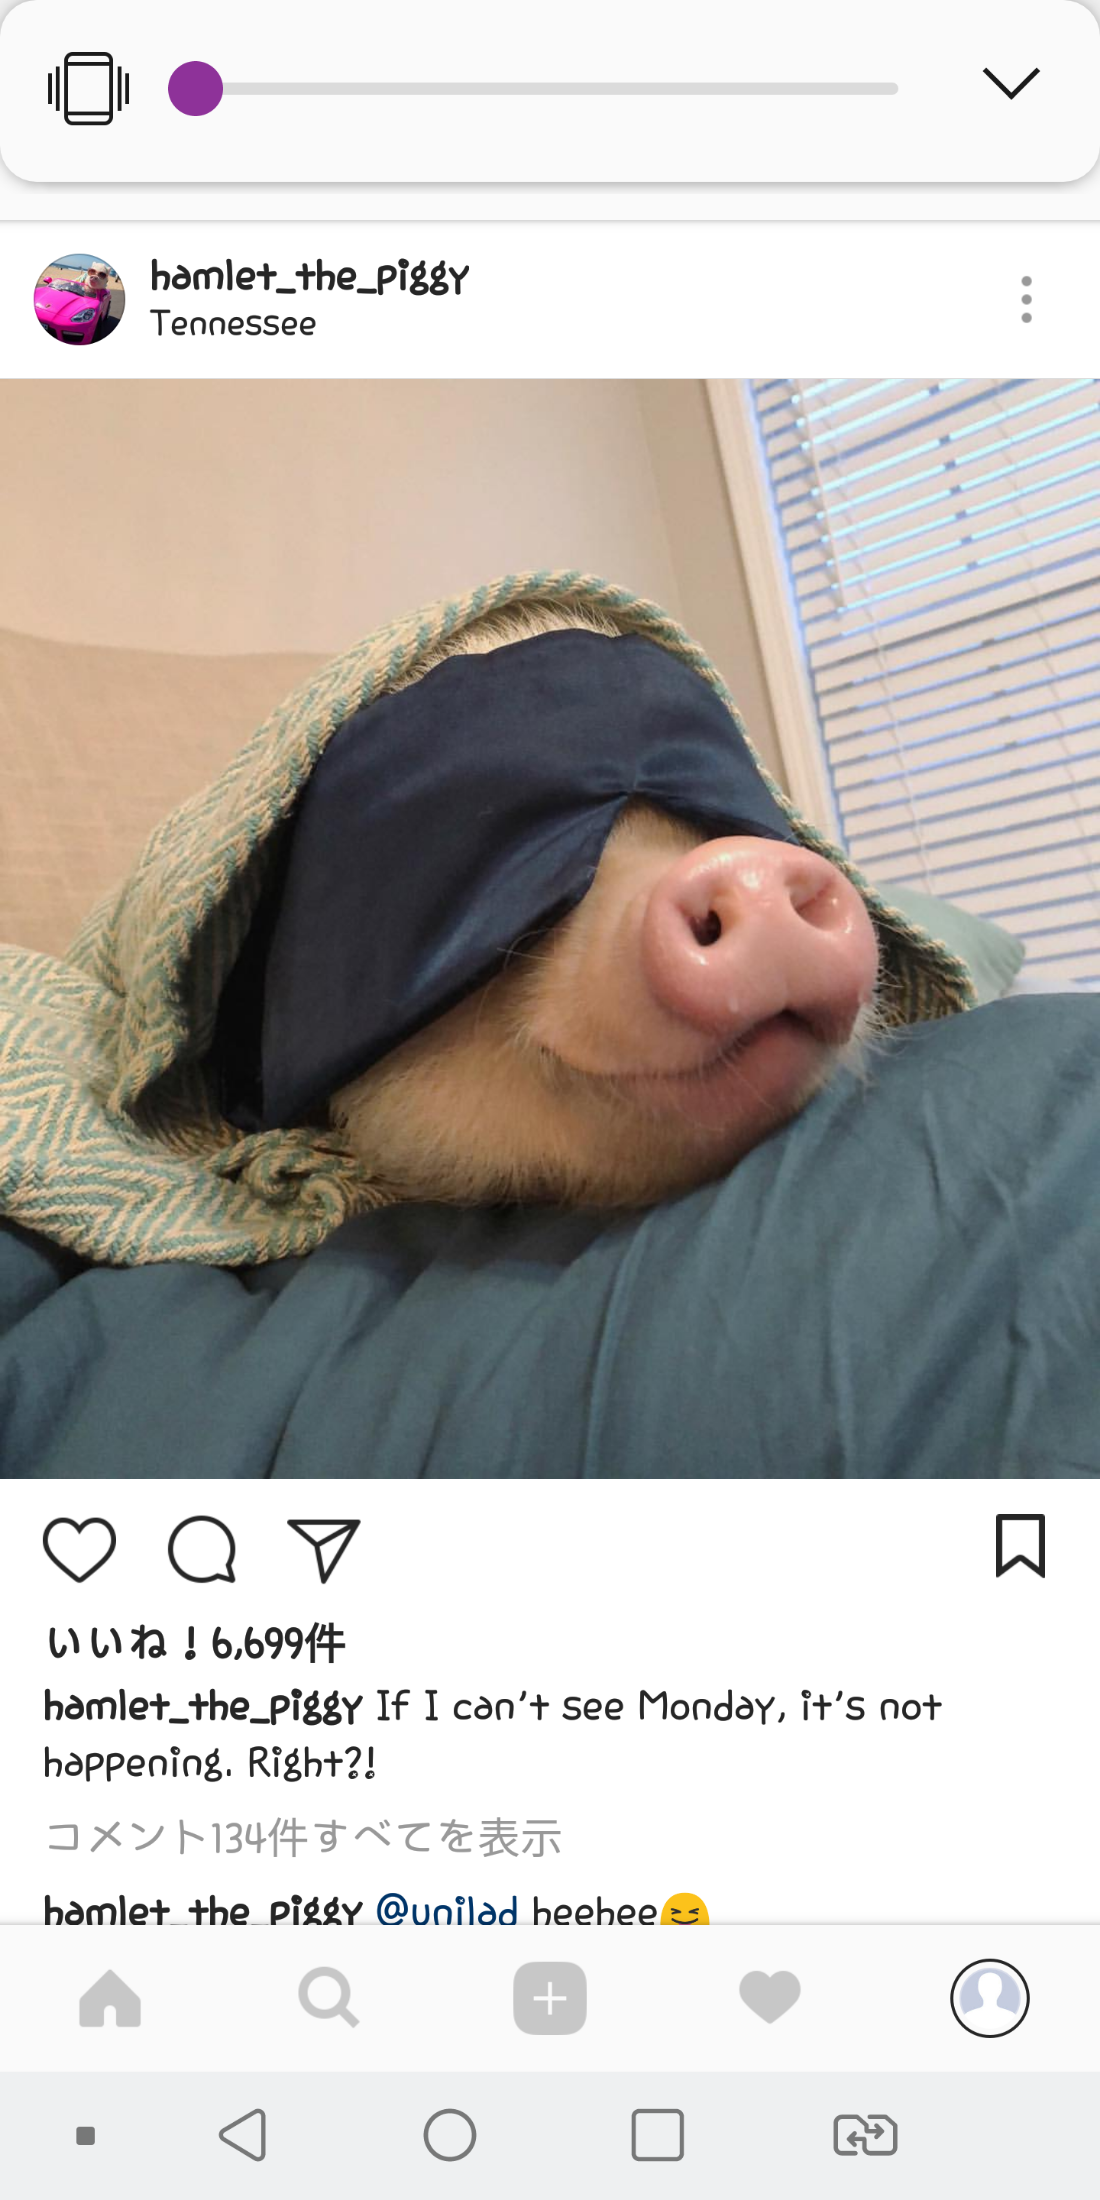 hamlet_the_piggy
Tennessee
いいね！6,699件
hamlet_the_piggy If I can't see Monday, it's not
happening. Right?!
コメント134件すべてを表示
hamlet_the_piggy @unilad heehee😆